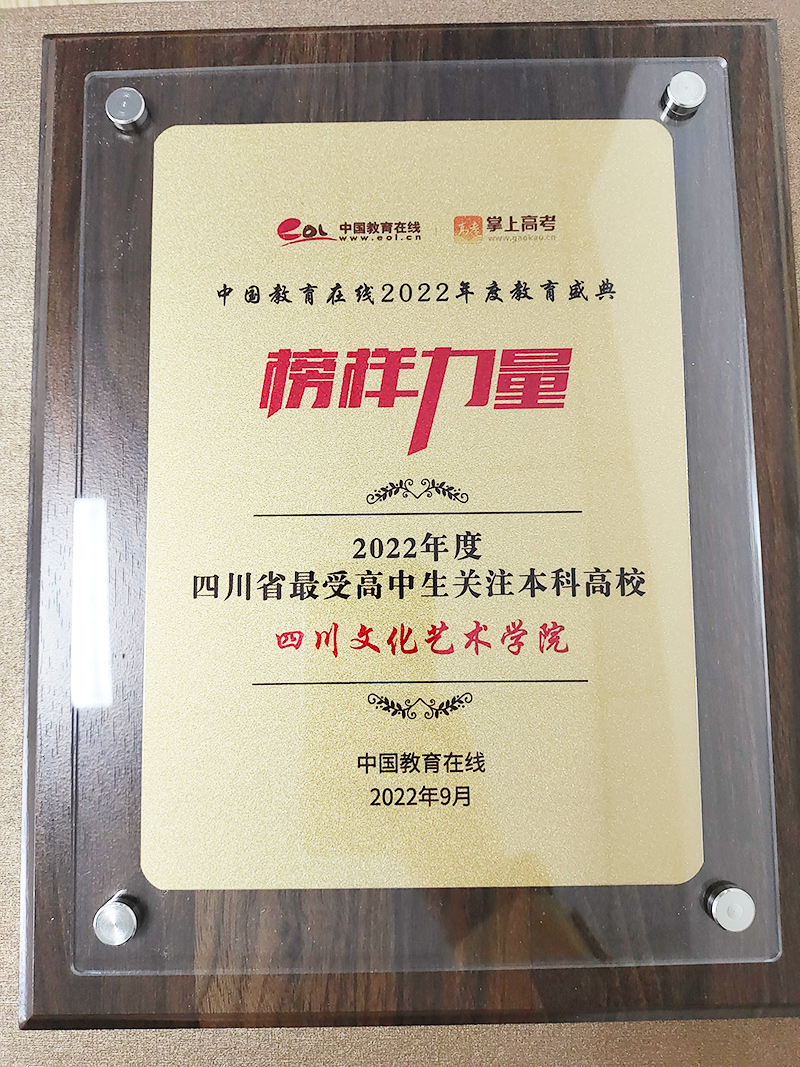 EOL 中国教育在线 掌上高考
www.eol.cn www.gaokao.cn
中国教育在线2022年度教育盛典
榜样力量
2022年度
四川省最受高中生关注本科高校
四川文化艺术学院
中国教育在线
2022年9月